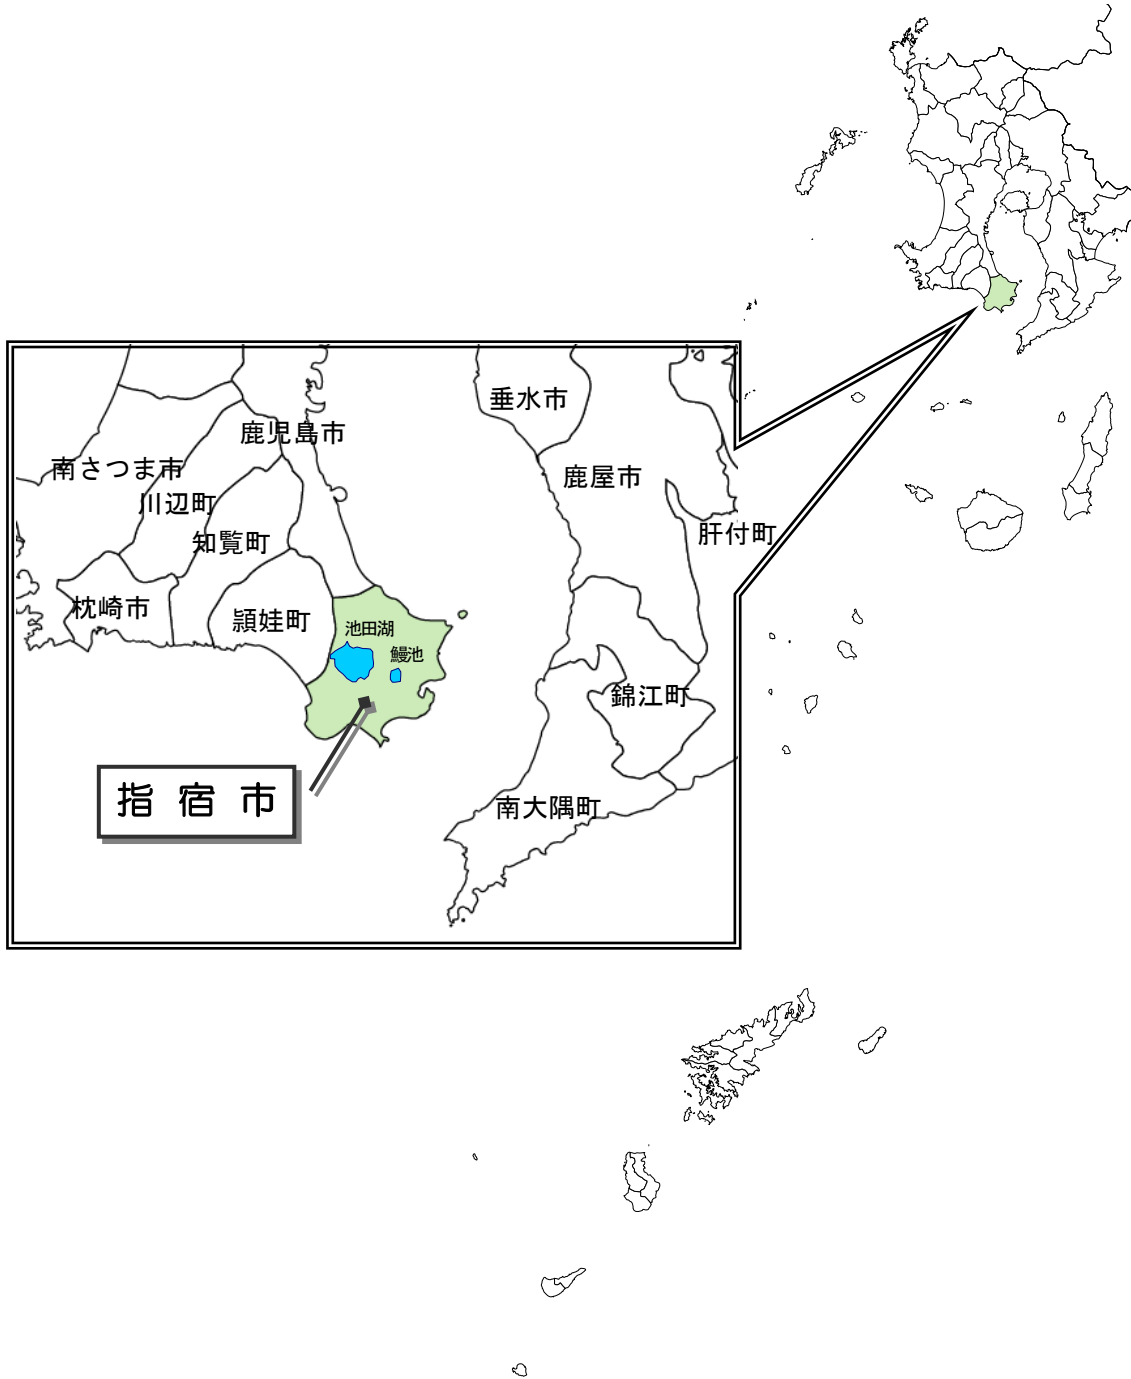 垂水市
鹿児島市
南さつま市
鹿屋市
川辺町
肝付町
知覧町
枕崎市
頴娃町
池田湖
鰻池
錦江町
指宿市
南大隅町